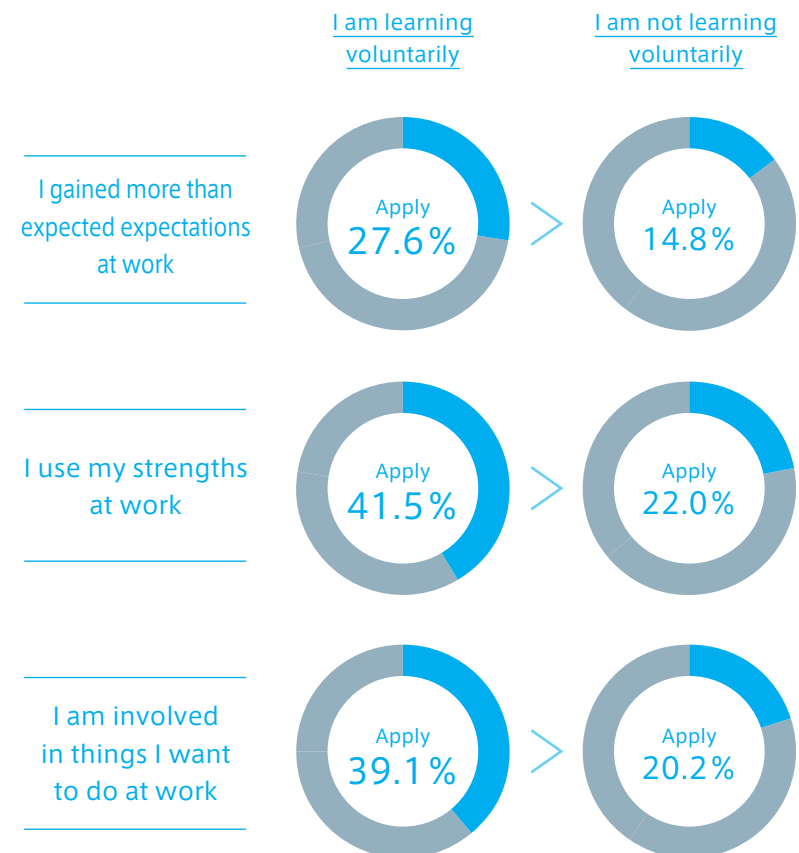 I am learning
voluntarily
I am not learning
voluntarily
I gained more than
expected expectations
at work
Apply
27.6%
Apply
14.8%
I use my strengths
at work
Apply
41.5%
Apply
22.0%
I am involved
in things I want
to do at work
Apply
39.1%
Apply
20.2%